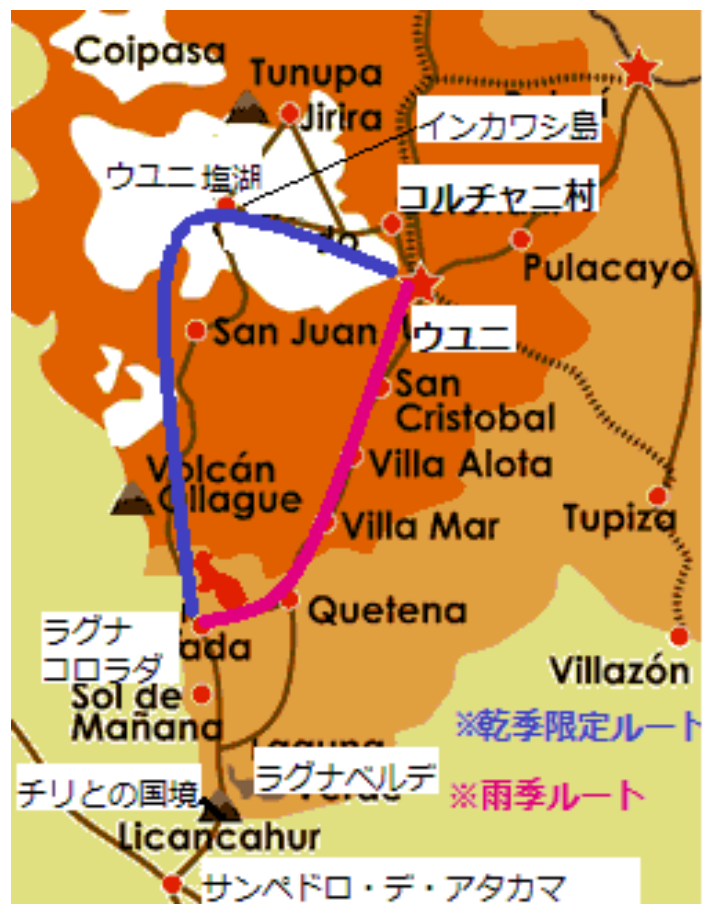 Coipasa
Tunupa
Jirira
インカワシ島
ウユニ塩湖
コルチャニ村
Pulacayo
ウユニ
San Juan
San
Cristobal
Volcán
Ollague
Villa Alota
Tupiza
Villa Mar
Quetena
ラグナ
コロラダ
Sol de
Mañana
Villazón
※乾季限定ルート
ラグナベルデ
※雨季ルート
チリとの国境
Licancahur
サンペドロ・デ・アタカマ